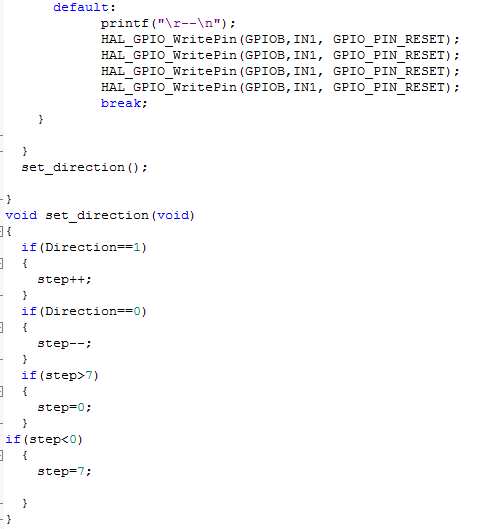 default:
printf("\r--\n");
HAL_GPIO_WritePin(GPIOB,IN1, GPIO_PIN_RESET);
HAL_GPIO_WritePin(GPIOB,IN1, GPIO_PIN_RESET);
HAL_GPIO_WritePin(GPIOB,IN1, GPIO_PIN_RESET);
HAL_GPIO_WritePin(GPIOB,IN1, GPIO_PIN_RESET);
break;
}
}
set_direction();
}
void set_direction(void)
{
if(Direction==1)
{
step++;
}
if(Direction==0)
{
step--;
}
if(step>7)
{
step=0;
}
if(step<0)
{
step=7;
}
}